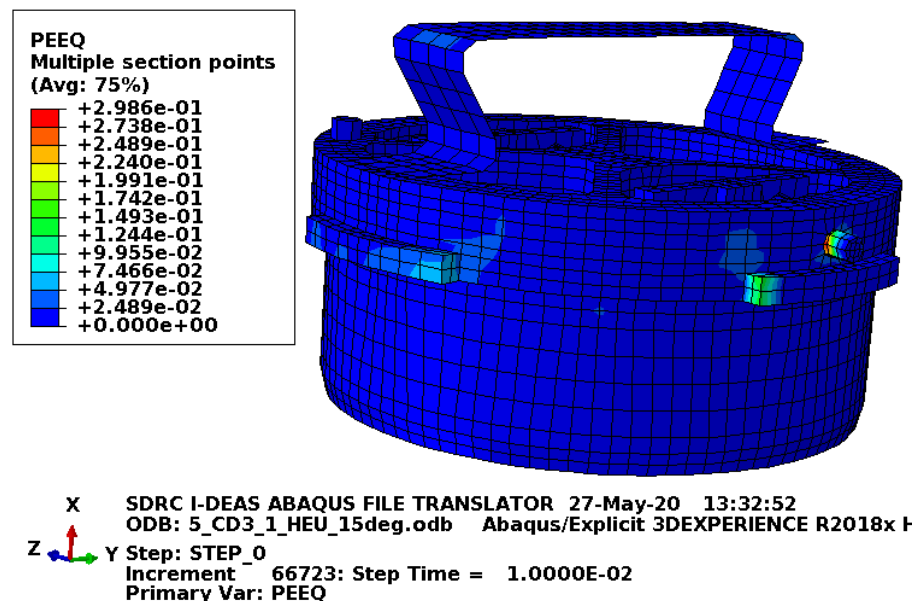 PEEQ
Multiple section points
(Avg: 75%)
+2.986e-01
+2.738e-01
+2.489e-01
+2.240e-01
+1.991e-01
+1.742e-01
+1.493e-01
+1.244e-01
+9.955e-02
+7.466e-02
+4.977e-02
+2.489e-02
+0.000e+00
X
Z
Y
SDRC I-DEAS ABAQUS FILE TRANSLATOR 27-May-20 13:32:52
ODB: 5_CD3_1_HEU_15deg.odb Abaqus/Explicit 3DEXPERIENCE R2018x H
Step: STEP_0
Increment 66723: Step Time = 1.0000E-02
Primary Var: PEEQ